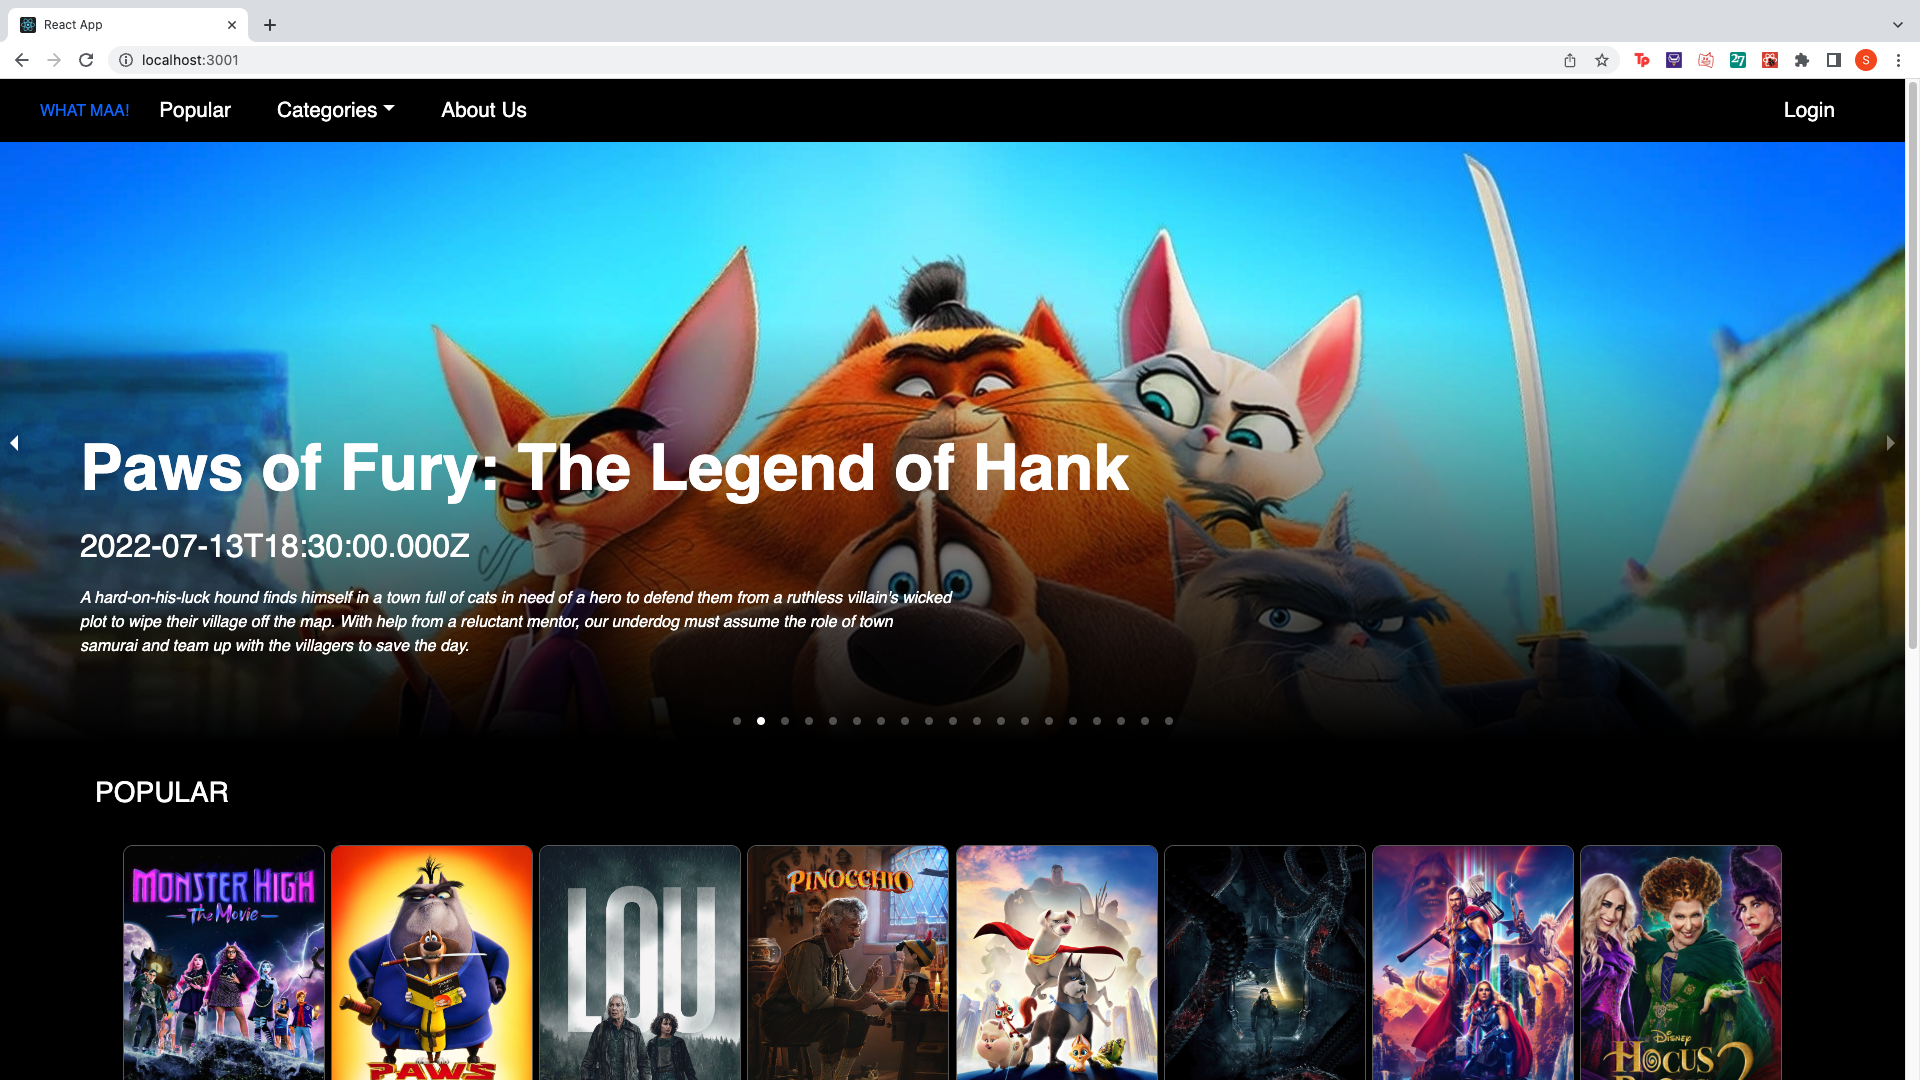 React App
localhost:3001
Tp
27
S
WHAT MAA!
Popular
Categories
About Us
Login
Paws of Fury: The Legend of Hank
2022-07-13T18:30:00.000Z
A hard-on-his-luck hound finds himself in a town full of cats in need of a hero to defend them from a ruthless villain's wicked
plot to wipe their village off the map. With help from a reluctant mentor, our underdog must assume the role of town
samurai and team up with the villagers to save the day.
POPULAR
MONSTER HIGH
The Movie
PAWS
LOU
PINOCCHIO
DISNEY
HOCUS
2